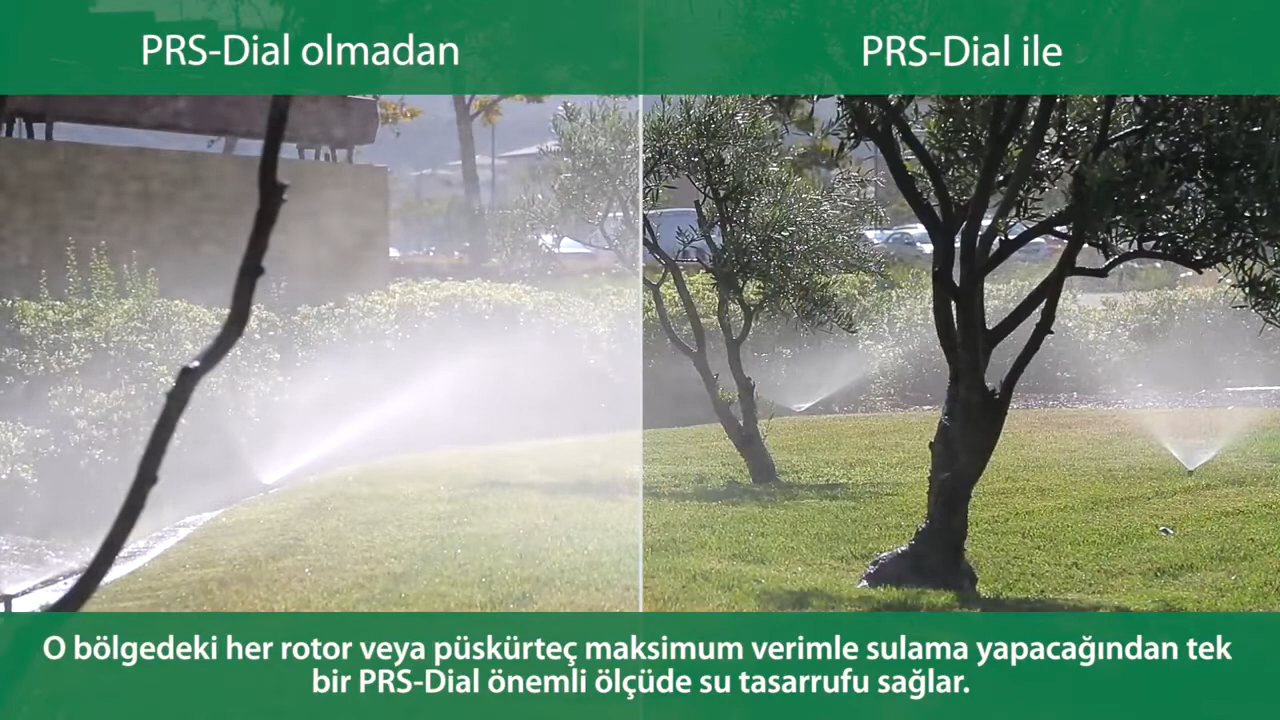 PRS-Dial olmadan
PRS-Dial ile
O bölgedeki her rotor veya püskürteç maksimum verimle sulama yapacağından tek
bir PRS-Dial önemli ölçüde su tasarrufu sağlar.